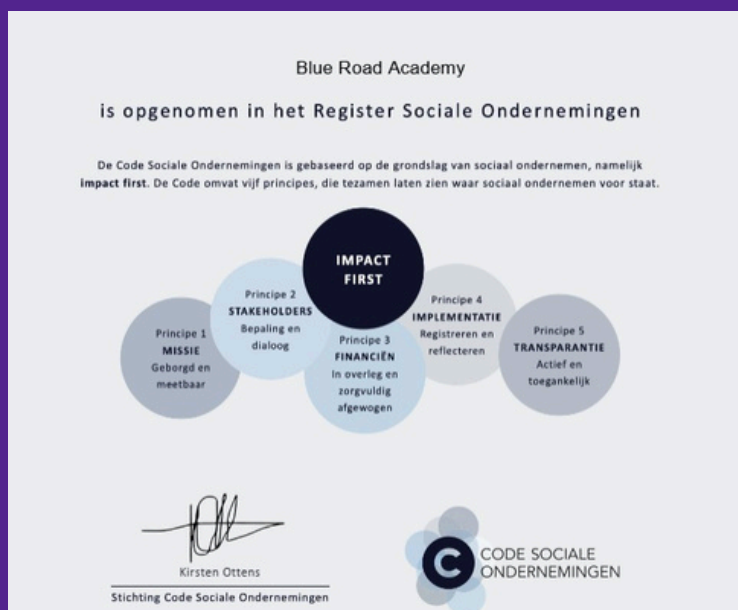 Blue Road Academy
is opgenomen in het Register Sociale Ondernemingen
De Code Sociale Ondernemingen is gebaseerd op de grondslag van sociaal ondernemen, namelijk
impact first. De Code omvat vijf principes, die tezamen laten zien waar sociaal ondernemen voor staat.
IMPACT
FIRST
Principe 1
MISSIE
Geborgd en
meetbaar
Principe 2
STAKEHOLDERS
Bepaling en
dialoog
Principe 3
FINANCIËN
In overleg en
zorgvuldig
afgewogen
Principe 4
IMPLEMENTATIE
Registreren en
reflecteren
Principe 5
TRANSPARANTIE
Actief en
toegankelijk
Kirsten Ottens
Stichting Code Sociale Ondernemingen
C
CODE SOCIALE
ONDERNEMINGEN